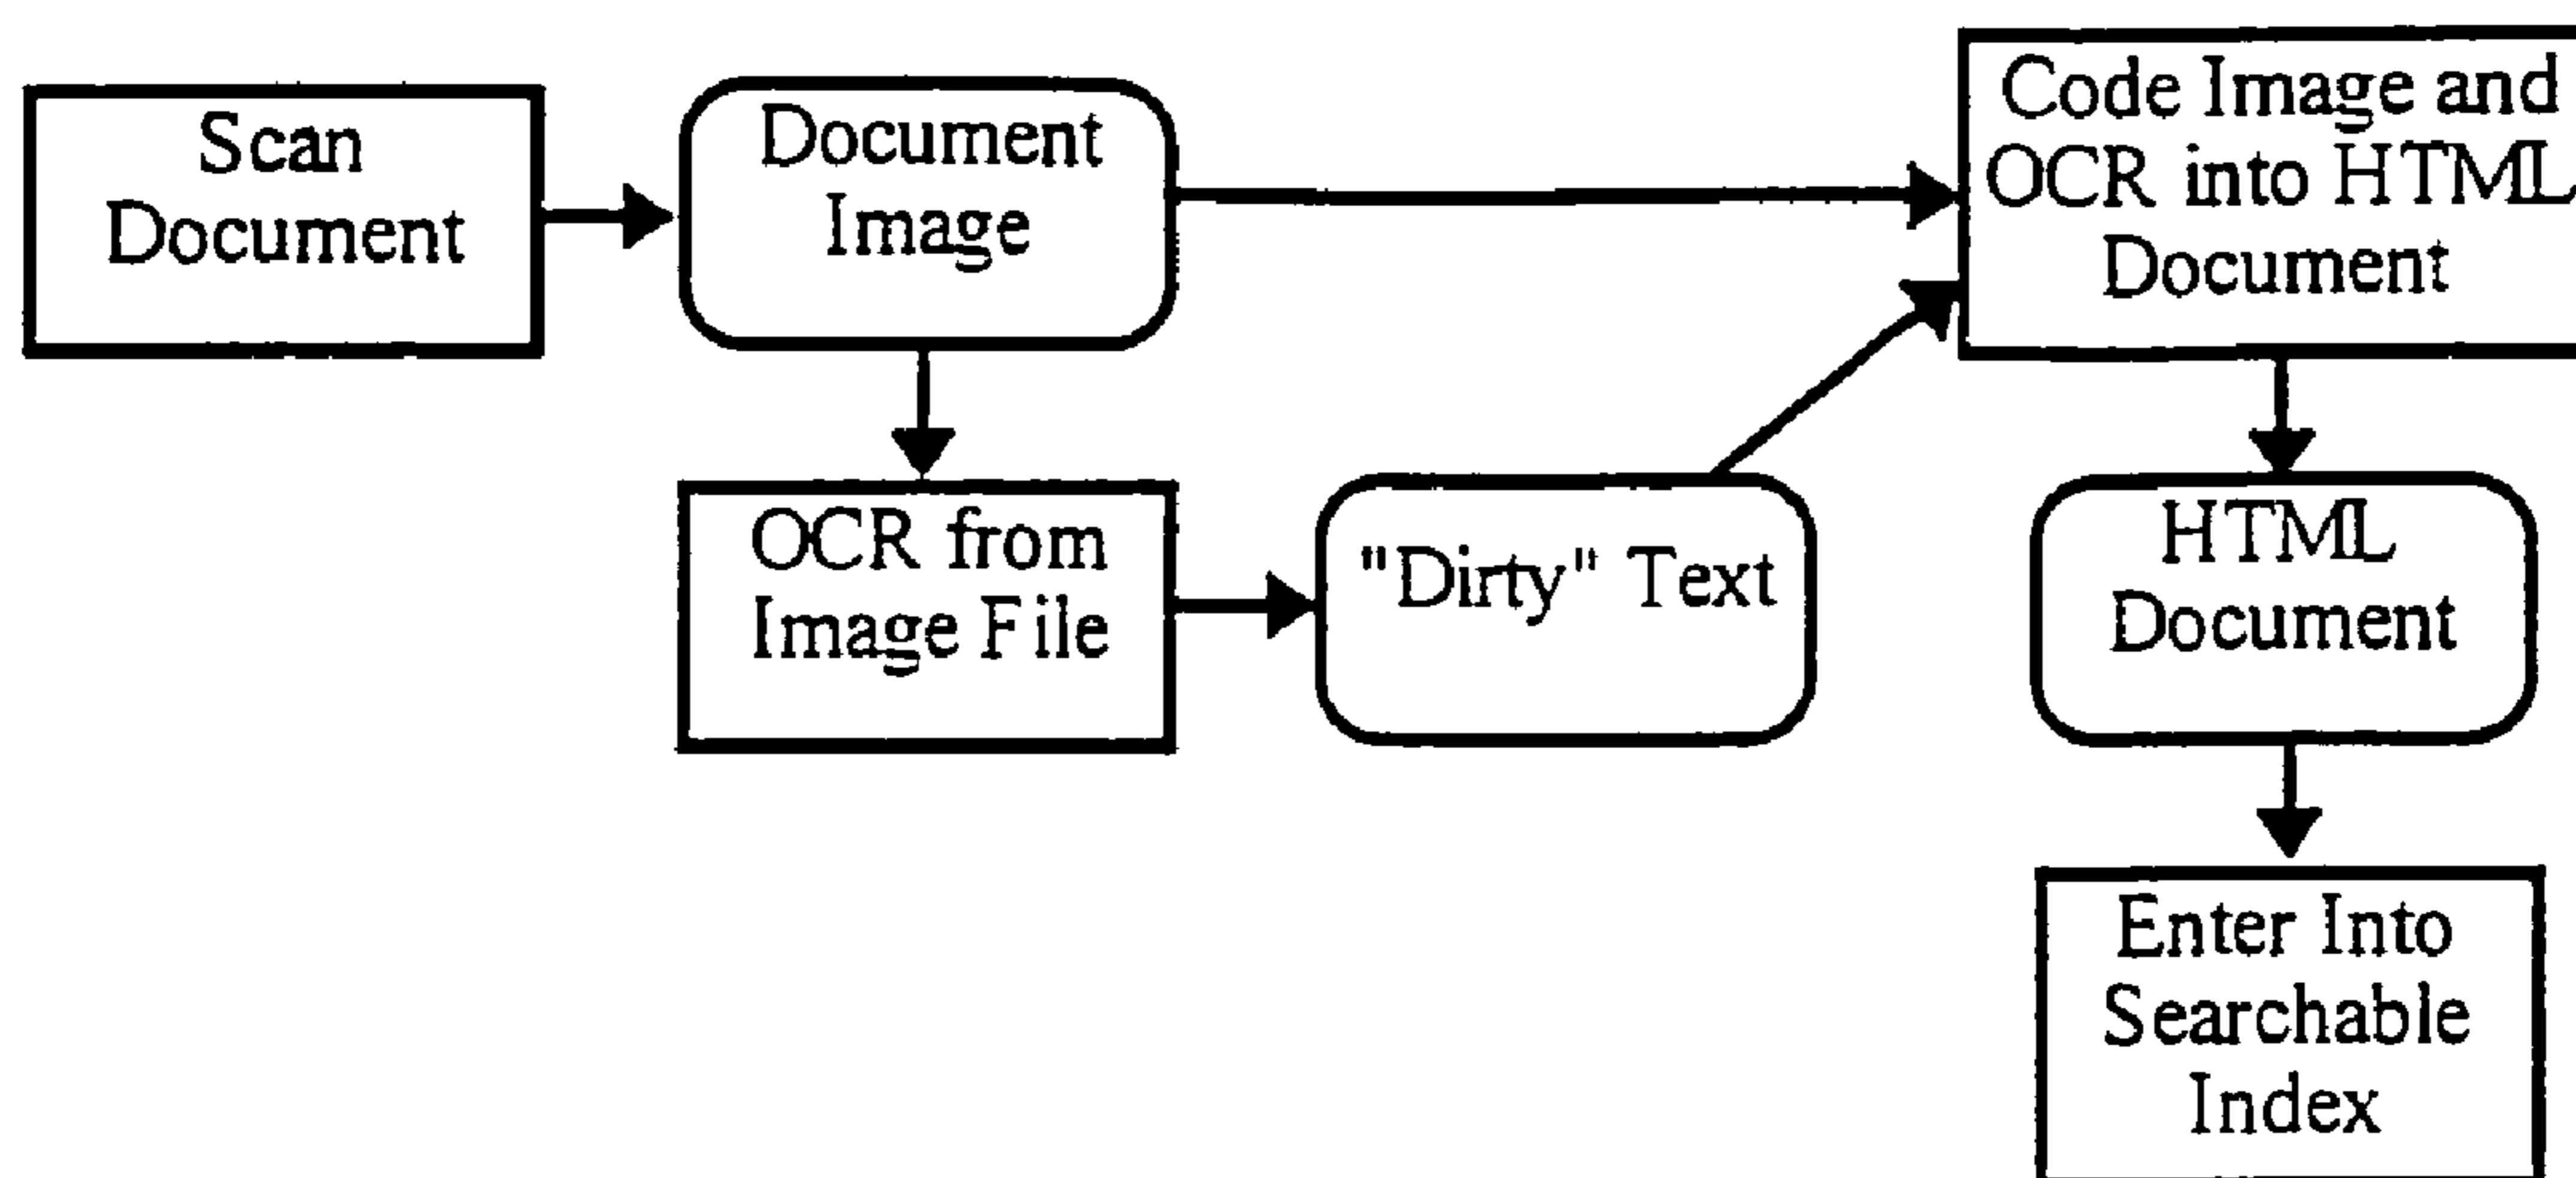 Scan
Document
Document
Image
Code Image and
OCR into HTML
Document
OCR from
Image File
"Dirty" Text
HTML
Document
Enter Into
Searchable
Index